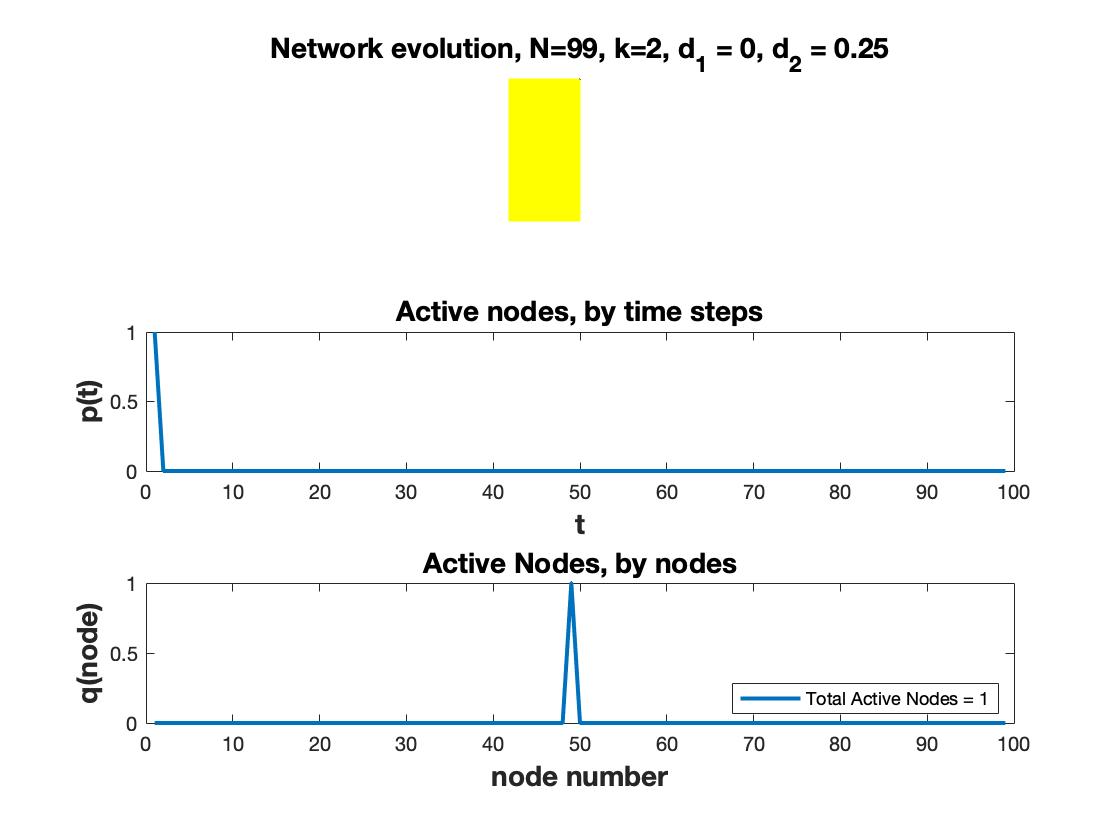 Network evolution, N=99, k=2, d1 = 0, d2 = 0.25
Active nodes, by time steps
1
0.5
0
p(t)
0 10 20 30 40 50 60 70 80 90 100
t
Active Nodes, by nodes
1
0.5
0
q(node)
Total Active Nodes = 1
0 10 20 30 40 50 60 70 80 90 100
node number